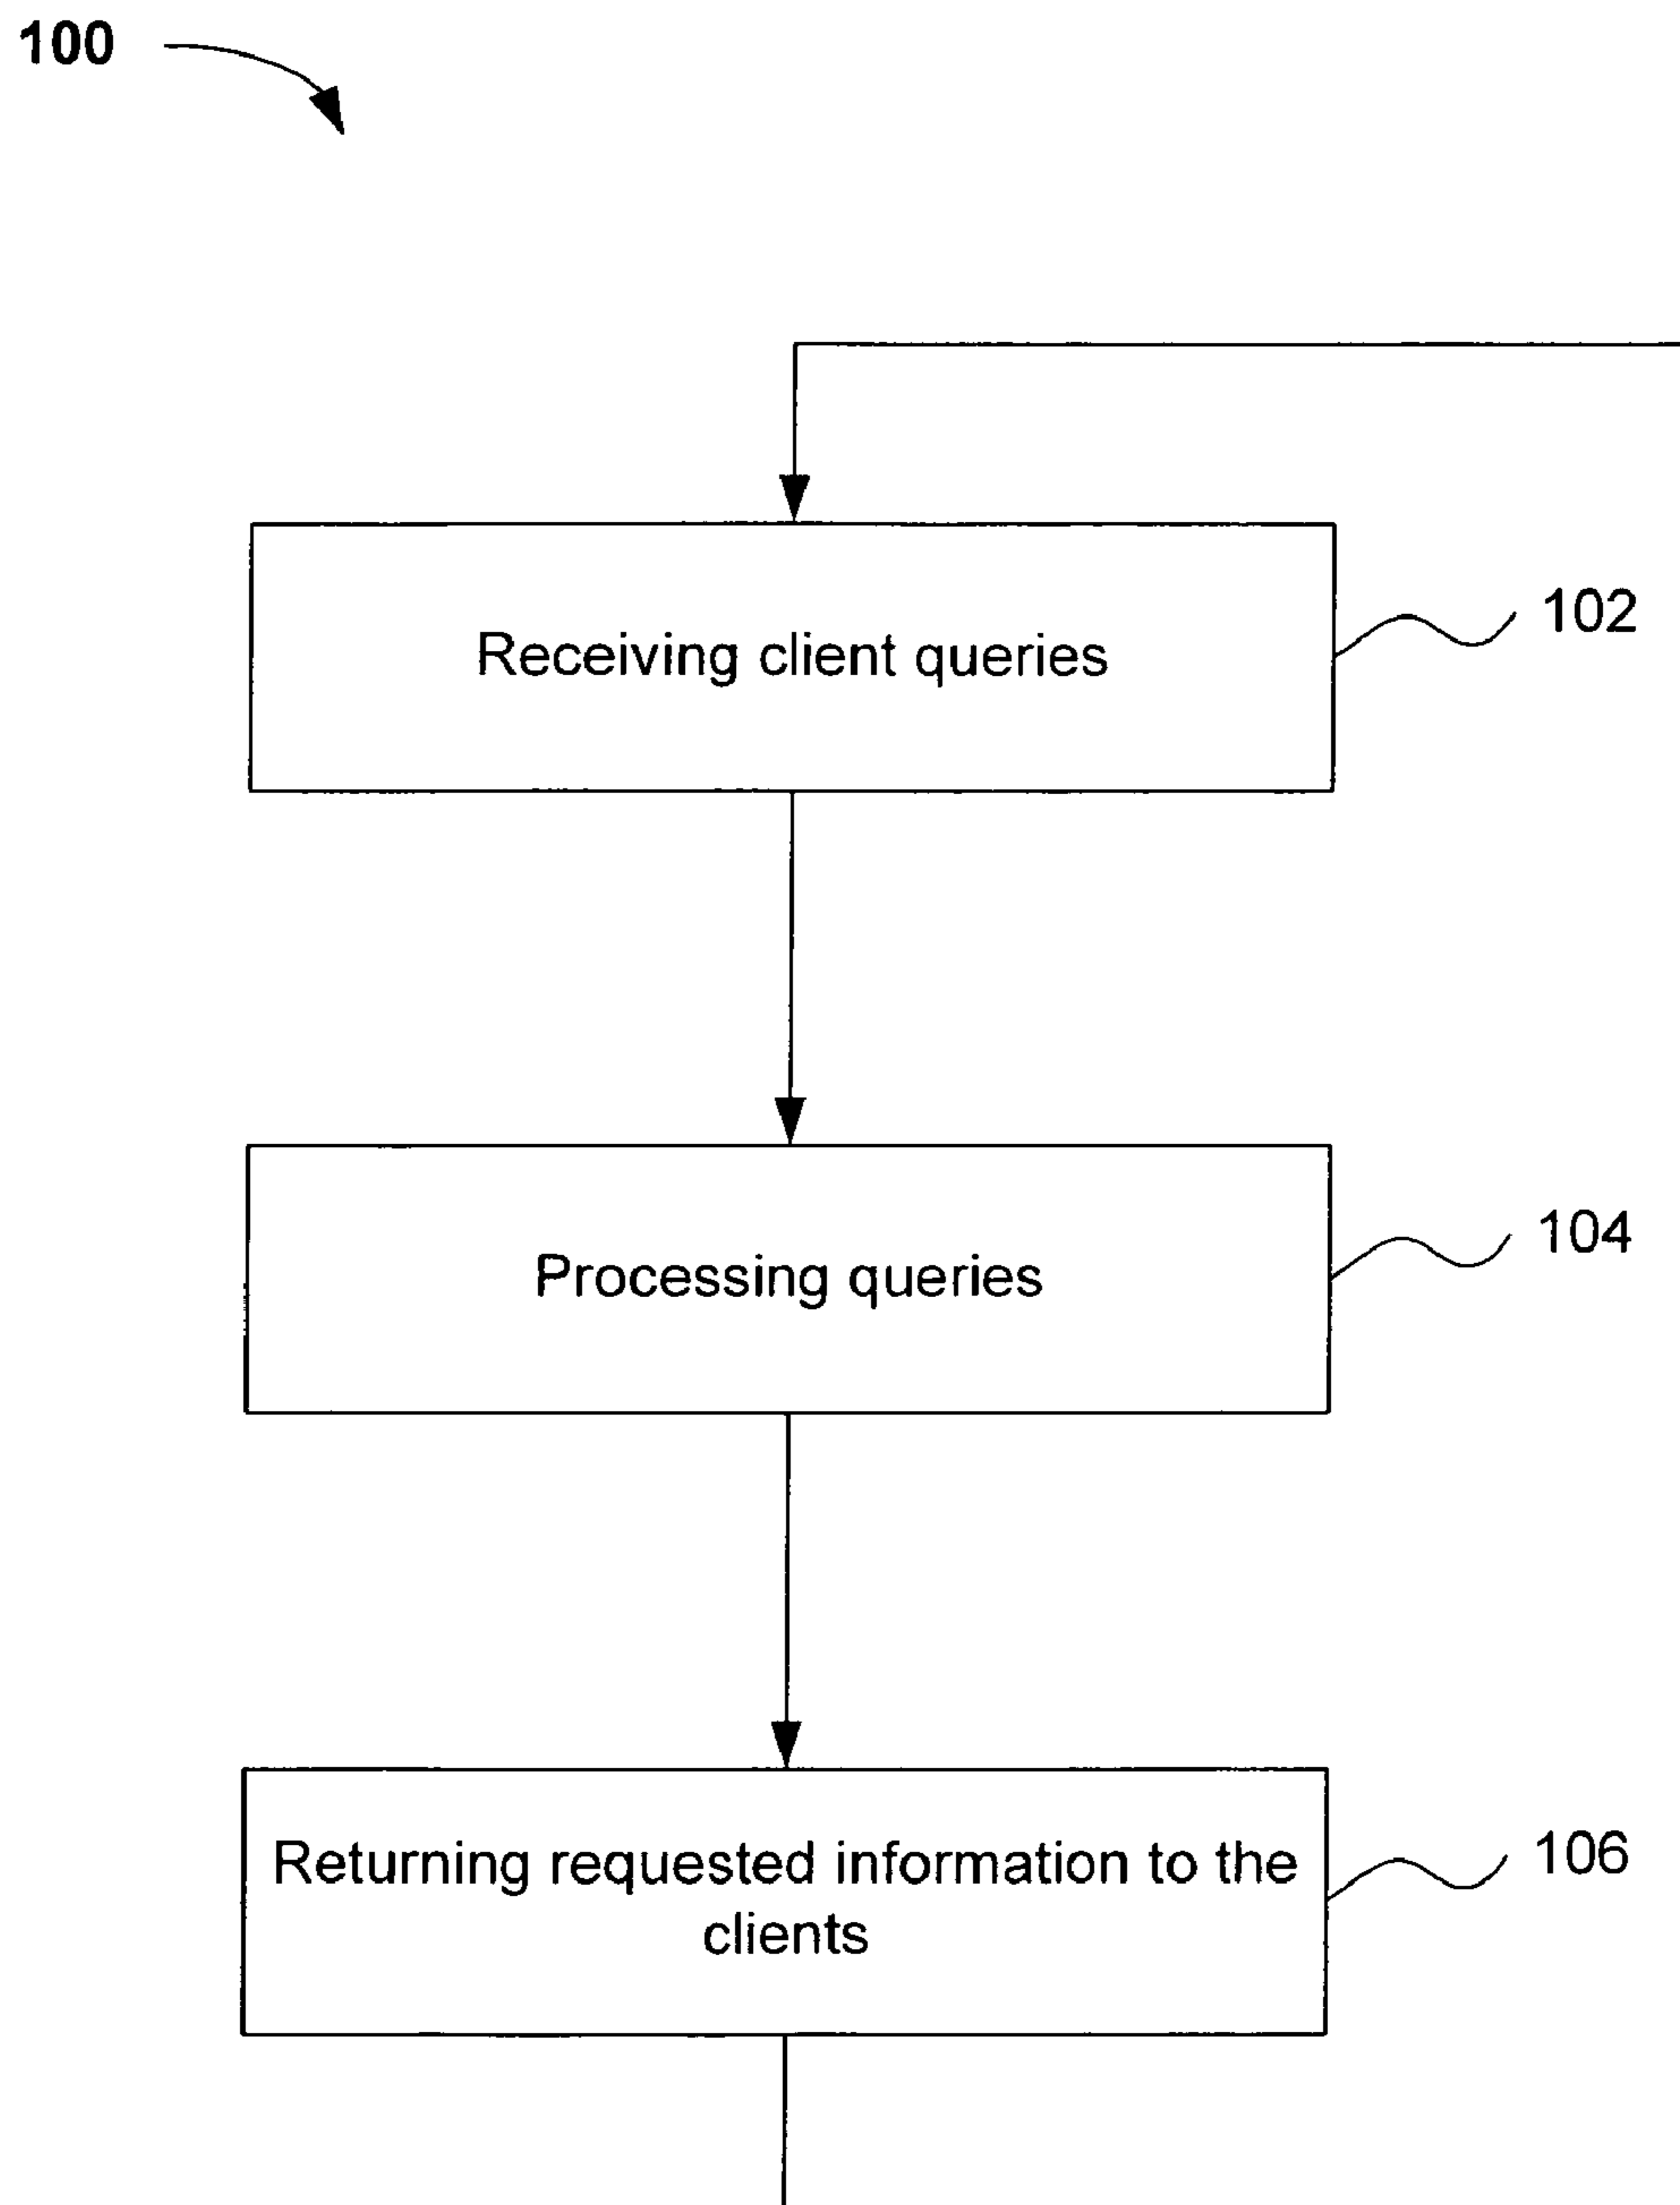 100
Receiving client queries
102
Processing queries
104
Returning requested information to the
clients
106